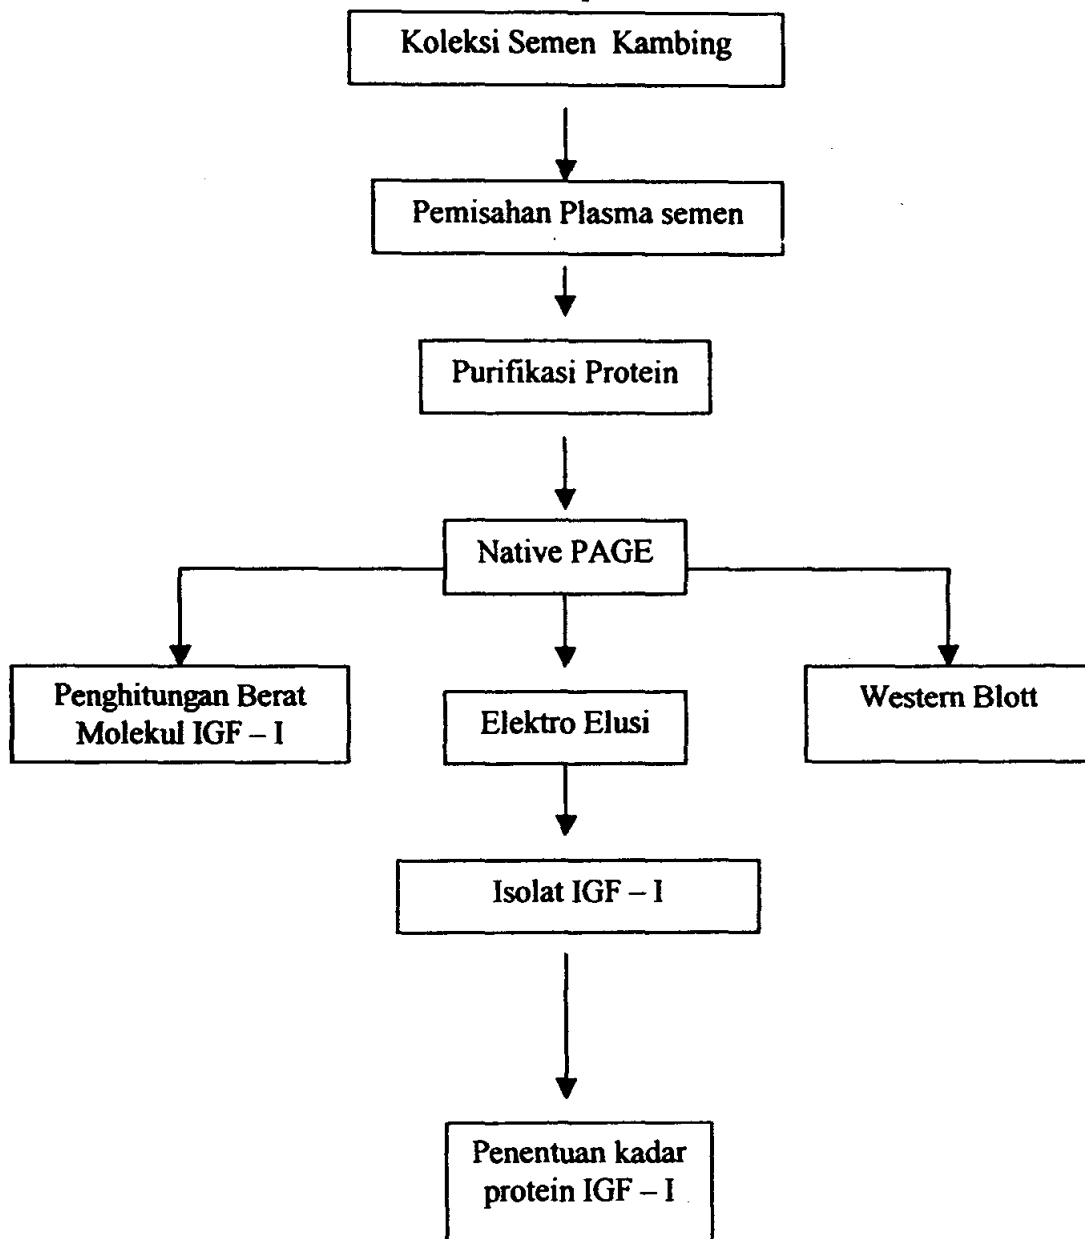 Koleksi Semen Kambing
Pemisahan Plasma semen
Purifikasi Protein
Native PAGE
Penghitungan Berat
Molekul IGF – I
Elektro Elusi
Western Blott
Isolat IGF – I
Penentuan kadar
protein IGF – I